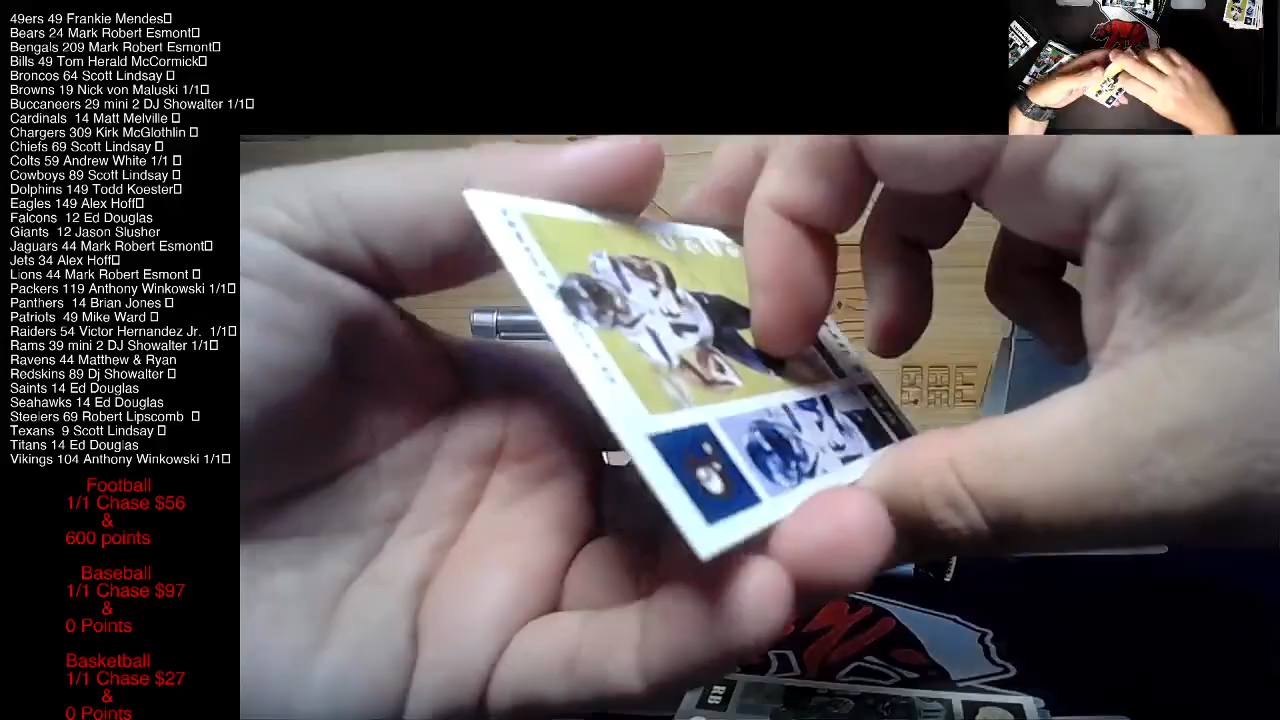 49ers 49 Frankie Mendes
Bears 24 Mark Robert Esmont
Bengals 209 Mark Robert Esmont
Bills 49 Tom Herald McCormick
Broncos 64 Scott Lindsay
Browns 19 Nick von Maluski 1/1
Buccaneers 29 mini 2 DJ Showalter 1/1
Cardinals 14 Matt Melville
Chargers 309 Kirk McGlothlin
Chiefs 69 Scott Lindsay
Colts 59 Andrew White 1/1
Cowboys 89 Scott Lindsay
Dolphins 149 Todd Koester
Eagles 149 Alex Hoff
Falcons 12 Ed Douglas
Giants 12 Jason Slusher
Jaguars 44 Mark Robert Esmont
Jets 34 Alex Hoff
Lions 44 Mark Robert Esmont
Packers 119 Anthony Winkowski 1/1
Panthers 14 Brian Jones
Patriots 49 Mike Ward
Raiders 54 Victor Hernandez Jr. 1/1
Rams 39 mini 2 DJ Showalter 1/1
Ravens 44 Matthew & Ryan
Redskins 89 Dj Showalter
Saints 14 Ed Douglas
Seahawks 14 Ed Douglas
Steelers 69 Robert Lipscomb
Texans 9 Scott Lindsay
Titans 14 Ed Douglas
Vikings 104 Anthony Winkowski 1/1
Football
1/1 Chase $56
&
600 points
Baseball
1/1 Chase $97
&
0 Points
Basketball
1/1 Chase $27
&
0 Points
RB